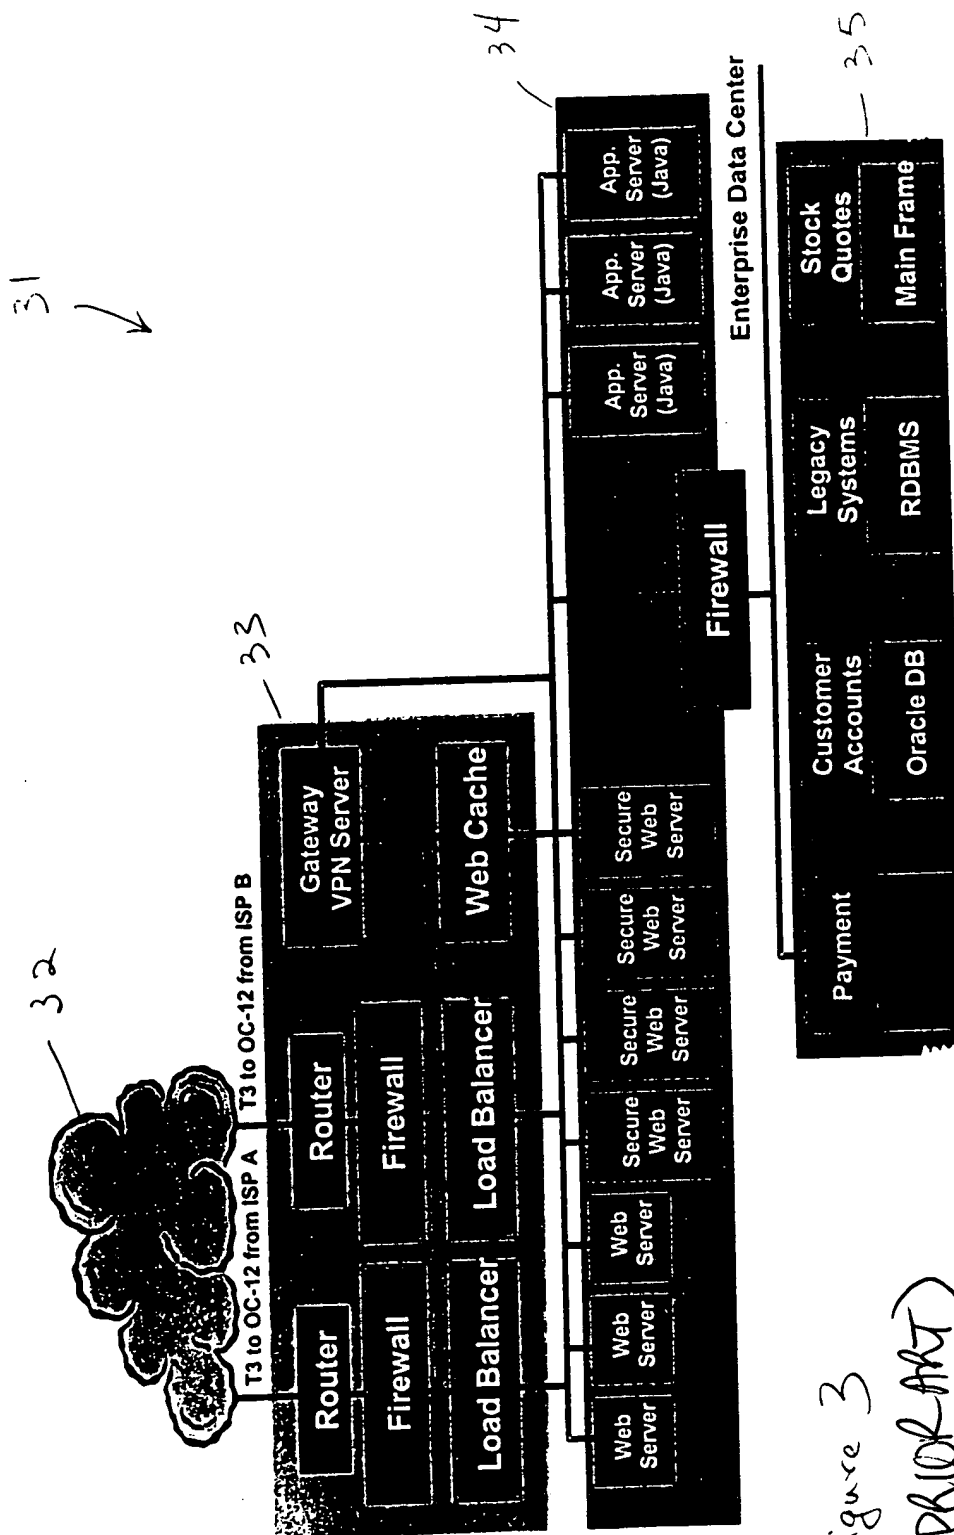 31
32
T3 to OC-12 from ISP A
T3 to OC-12 from ISP B
33
Router
Router
Gateway
VPN Server
Firewall
Firewall
Load Balancer
Load Balancer
Web Cache
34
Web
Server
Web
Server
Web
Server
Secure
Web
Server
Secure
Web
Server
Secure
Web
Server
Secure
Web
Server
App.
Server
(Java)
App.
Server
(Java)
App.
Server
(Java)
Firewall
Enterprise Data Center
35
Payment
Customer
Accounts
Legacy
Systems
Stock
Quotes
Oracle DB
RDBMS
Main Frame
igure 3
PRIOR ART)